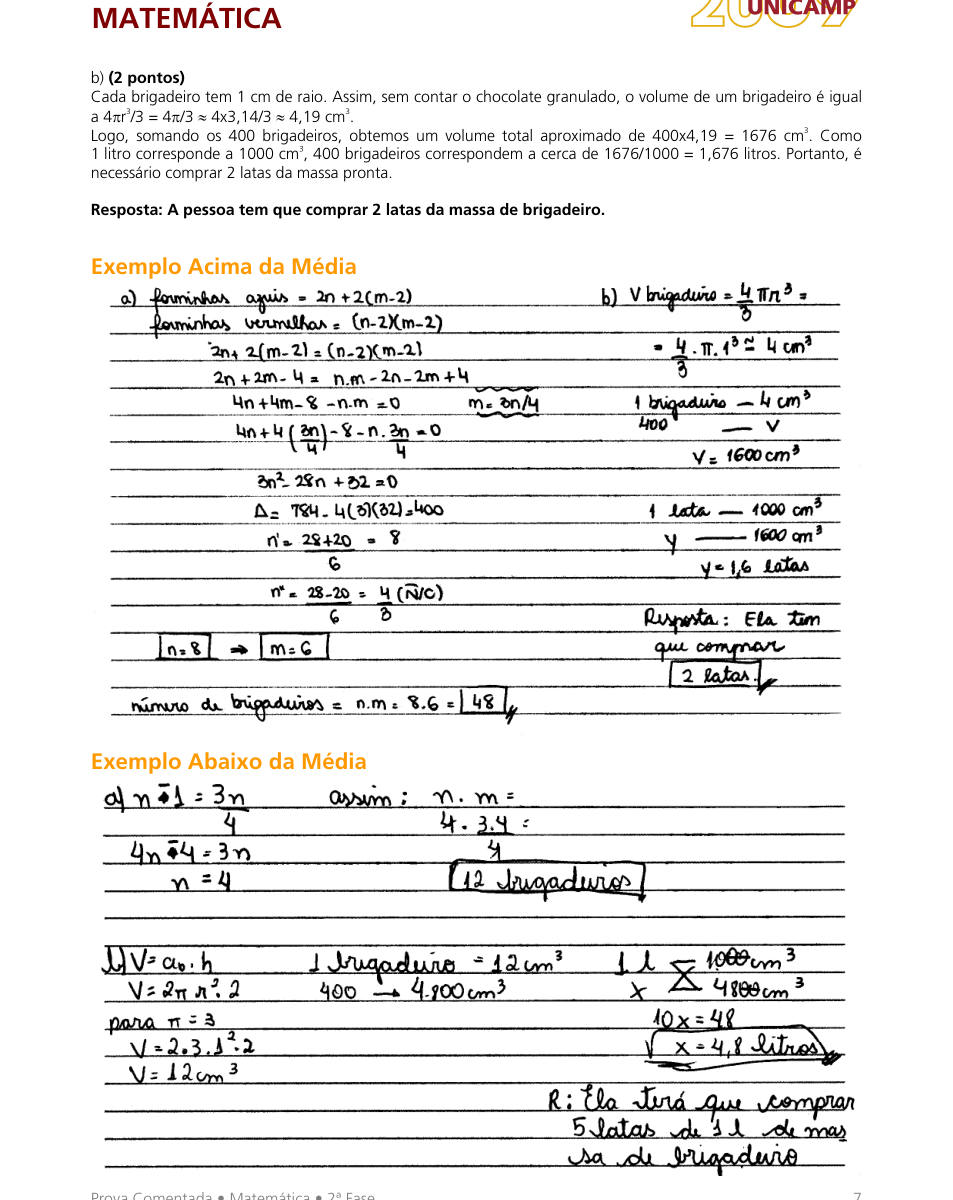 MATEMÁTICA
2009 UNICAMP
b) (2 pontos)
Cada brigadeiro tem 1 cm de raio. Assim, sem contar o chocolate granulado, o volume de um brigadeiro é igual
a 4πr³/3 = 4π/3 ≈ 4x3,14/3 ≈ 4,19 cm³.
Logo, somando os 400 brigadeiros, obtemos um volume total aproximado de 400x4,19 = 1676 cm³. Como
1 litro corresponde a 1000 cm³, 400 brigadeiros correspondem a cerca de 1676/1000 = 1,676 litros. Portanto, é
necessário comprar 2 latas da massa pronta.
Resposta: A pessoa tem que comprar 2 latas da massa de brigadeiro.
Exemplo Acima da Média
a) forminhas azuis = 2n + 2(m-2)
forminhas vermelhas = (n-2)(m-2)
2n + 2(m-2) = (n-2)(m-2)
2n + 2m - 4 = n.m - 2n - 2m + 4
4n + 4m - 8 - n.m = 0 m = 3n/4
4n + 4(3n/4) - 8 - n.3n/4 = 0
3n² - 28n + 32 = 0
Δ = 784 - 4(3)(32) = 400
n' = 28+20/6 = 8
n" = 28-20/6 = 4/3 (Ñ/C)
n = 8 → m = 6
número de brigadeiros = n.m = 8.6 = 48
b) V brigadeiro = 4/3 πr³ =
= 4/3 . π . 1³ ≃ 4 cm³
1 brigadeiro — 4 cm³
400 — V
V = 1600 cm³
1 lata — 1000 cm³
y — 1600 cm³
y = 1,6 latas
Resposta: Ela tem
que comprar
2 latas.
Exemplo Abaixo da Média
a) n - 1 = 3n/4 assim: n . m =
4n - 4 = 3n 4 . 3.4/4 =
n = 4 12 brigadeiros
b) V = ab . h
V = 2π r² . 2
para π = 3
V = 2.3.1².2
V = 12 cm³
1 brigadeiro = 12 cm³
400 → 4.800 cm³
1 l 1000 cm³
x 4800 cm³
10x = 48
x = 4,8 litros
R: Ela terá que comprar
5 latas de 1 l de mas
sa de brigadeiro
Prova Comentada • Matemática • 2ª Fase 7